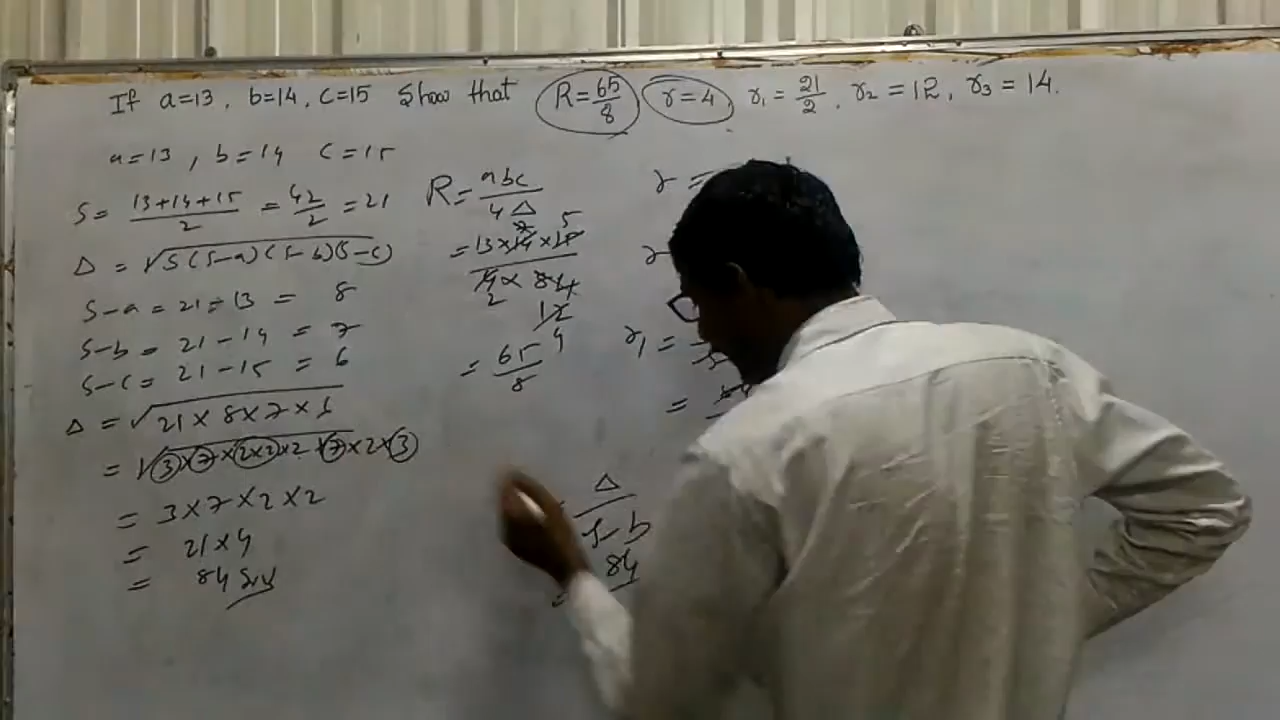 If a=13, b=14, c=15 Show that R=65/8 r=4 r₁=21/2, r₂=12, r₃=14.
a=13, b=14 c=15
S = (13+14+15)/2 = 42/2 = 21
Δ = √S(S-a)(S-b)(S-c)
S-a = 21-13 = 8
S-b = 21-14 = 7
S-c = 21-15 = 6
Δ = √21×8×7×6
= √3×7×2×2×2×7×2×3
= 3×7×2×2
= 21×4
= 84
R = abc/4Δ
= 13×14×15/4×84
= 65/8
r =
r₁ =
=
Δ/S-b
= 84